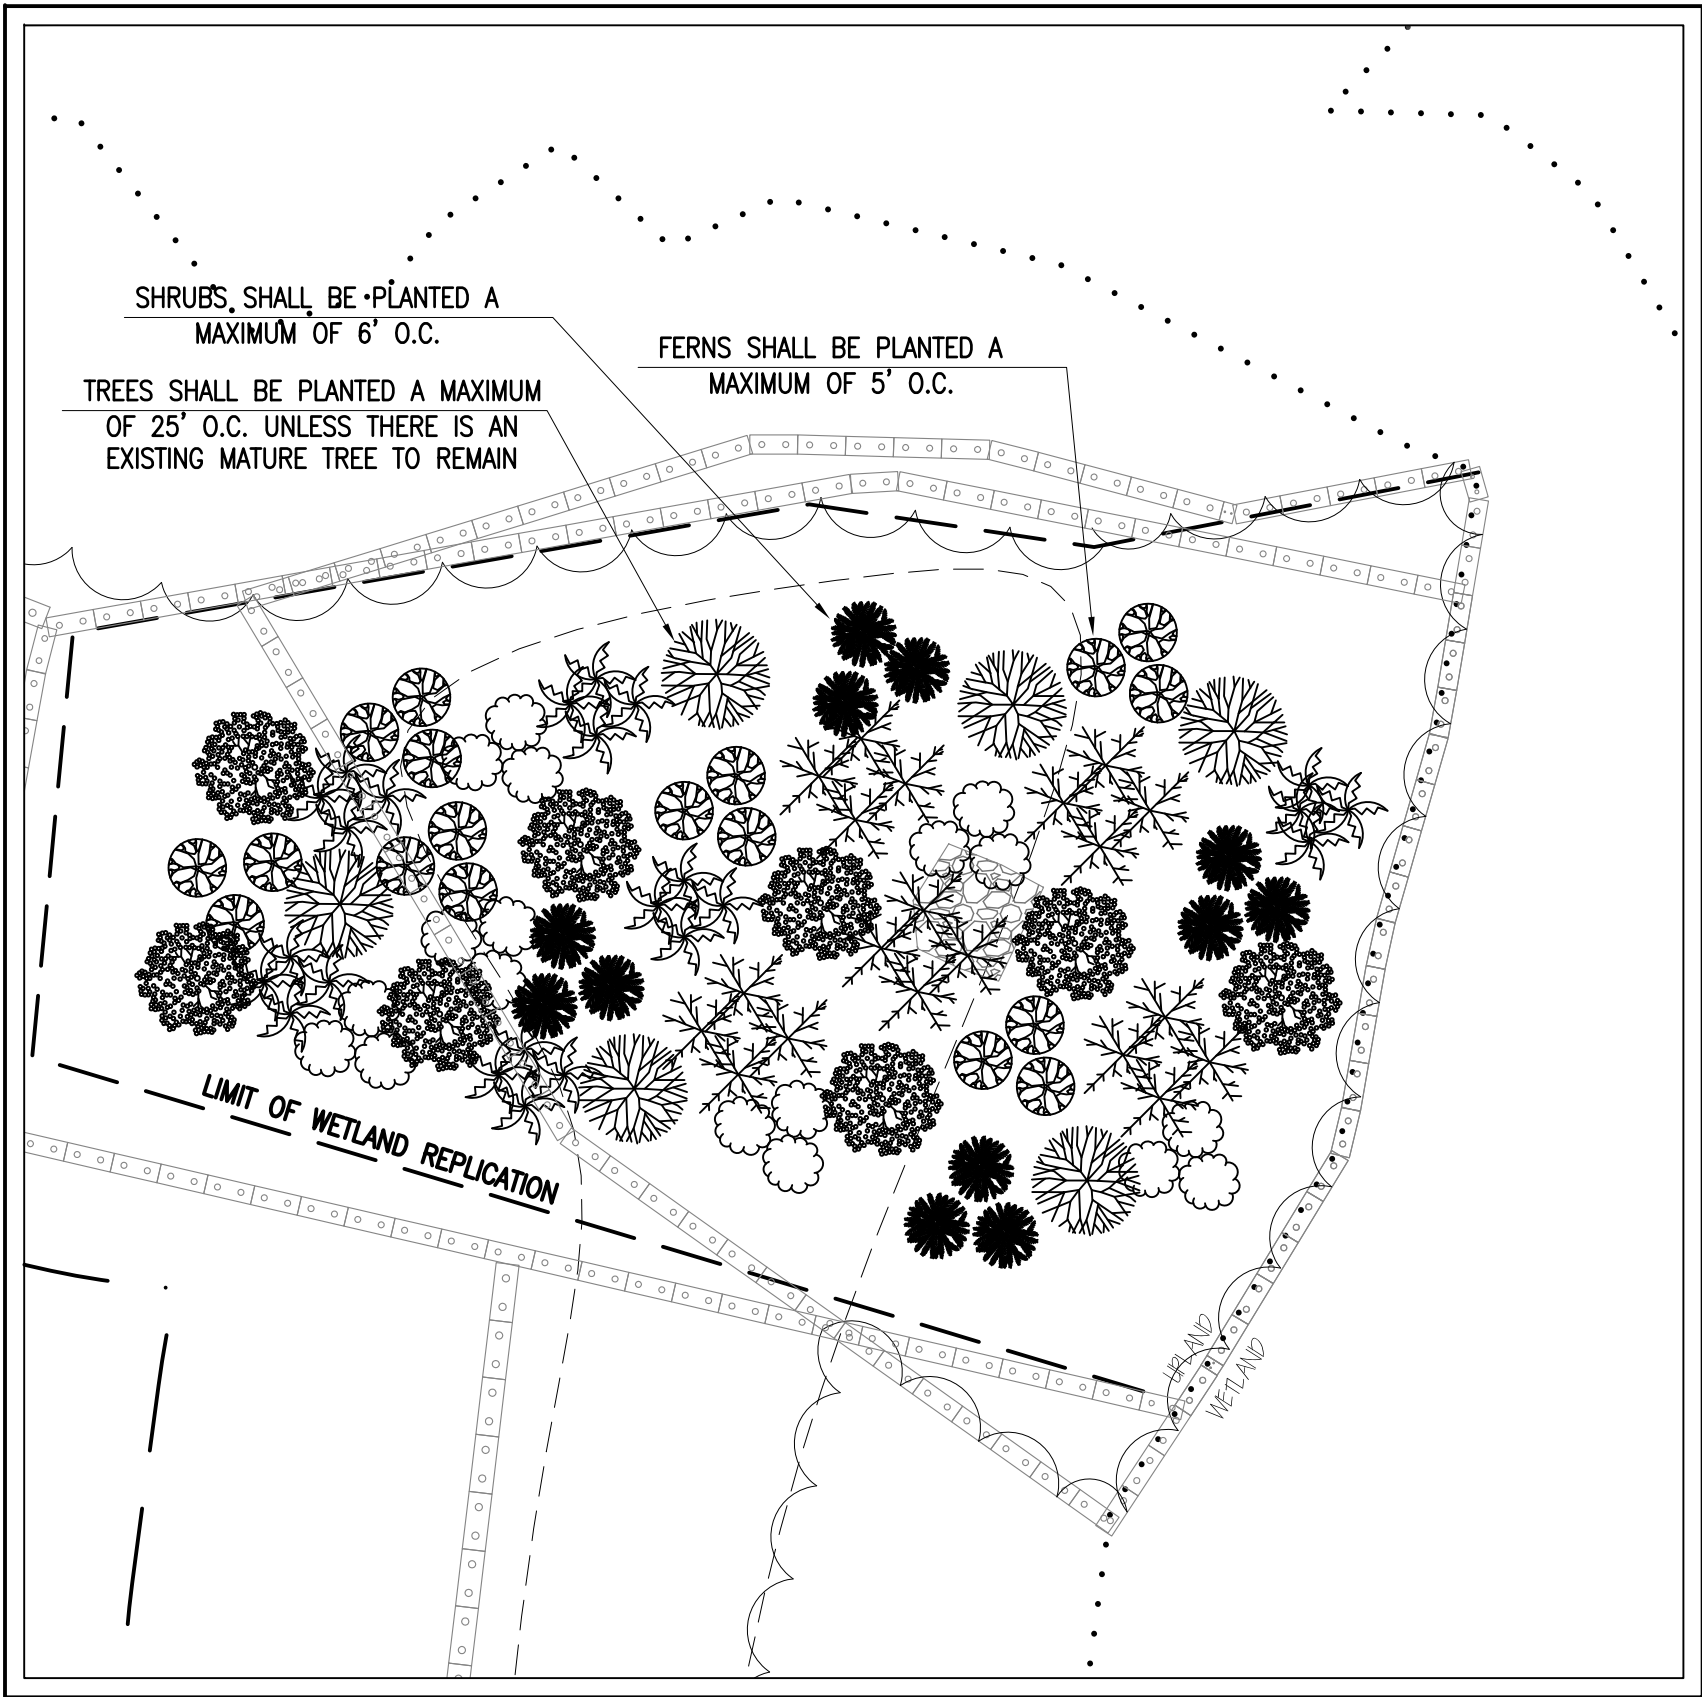 SHRUBS SHALL BE PLANTED A
MAXIMUM OF 6' O.C.
FERNS SHALL BE PLANTED A
MAXIMUM OF 5' O.C.
TREES SHALL BE PLANTED A MAXIMUM
OF 25' O.C. UNLESS THERE IS AN
EXISTING MATURE TREE TO REMAIN
LIMIT OF WETLAND REPLICATION
UPLAND
WETLAND